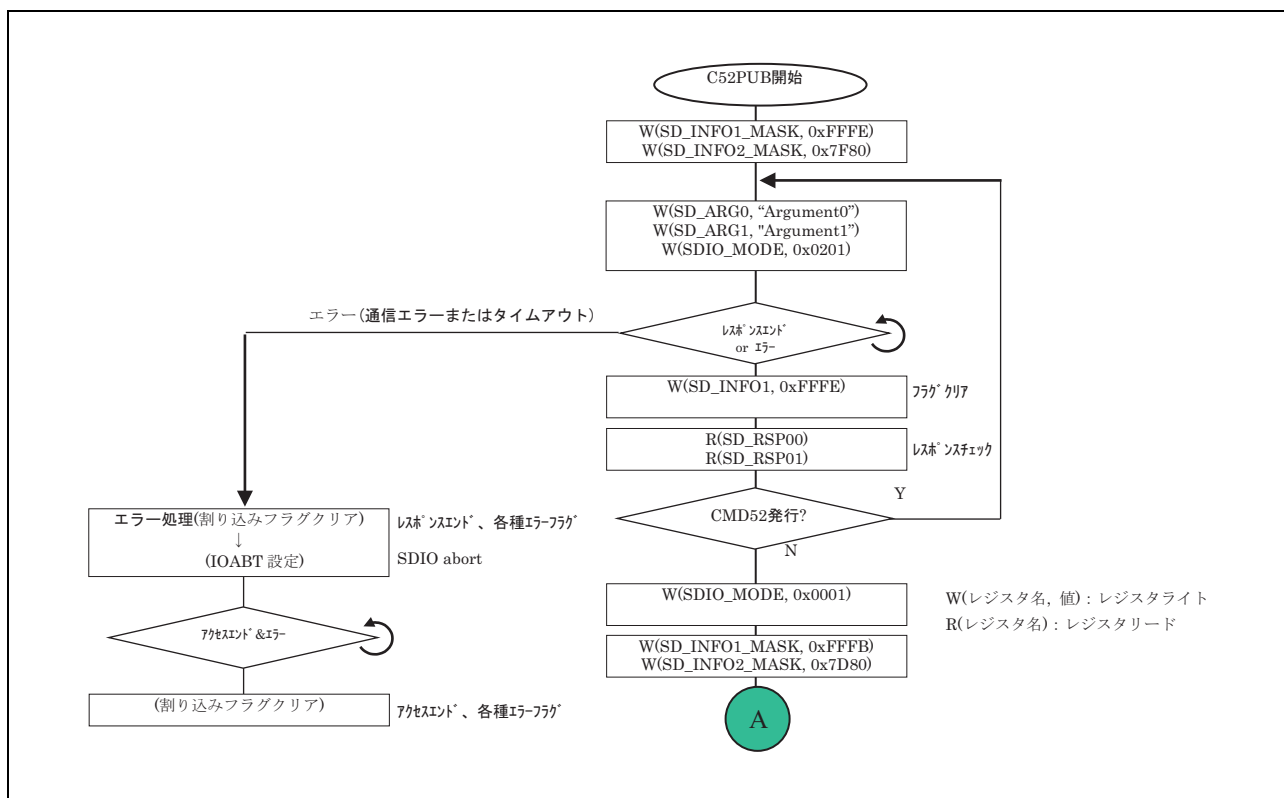 C52PUB開始
W(SD_INFO1_MASK, 0xFFFE)
W(SD_INFO2_MASK, 0x7F80)
W(SD_ARG0, “Argument0”)
W(SD_ARG1, "Argument1”)
W(SDIO_MODE, 0x0201)
エラー(通信エラーまたはタイムアウト)
ﾚｽﾎﾟﾝｽｴﾝﾄﾞ
or ｴﾗｰ
W(SD_INFO1, 0xFFFE)
ﾌﾗｸﾞｸﾘｱ
R(SD_RSP00)
R(SD_RSP01)
ﾚｽﾎﾟﾝｽﾁｪｯｸ
Y
CMD52発行?
N
エラー処理(割り込みフラグクリア)
↓
(IOABT 設定)
ﾚｽﾎﾟﾝｽｴﾝﾄﾞ、各種ｴﾗｰﾌﾗｸﾞ
SDIO abort
W(SDIO_MODE, 0x0001)
W(レジスタ名, 値) : レジスタライト
R(レジスタ名) : レジスタリード
ｱｸｾｽｴﾝﾄﾞ&ｴﾗｰ
W(SD_INFO1_MASK, 0xFFFB)
W(SD_INFO2_MASK, 0x7D80)
(割り込みフラグクリア)
ｱｸｾｽｴﾝﾄﾞ、各種ｴﾗｰﾌﾗｸﾞ
A